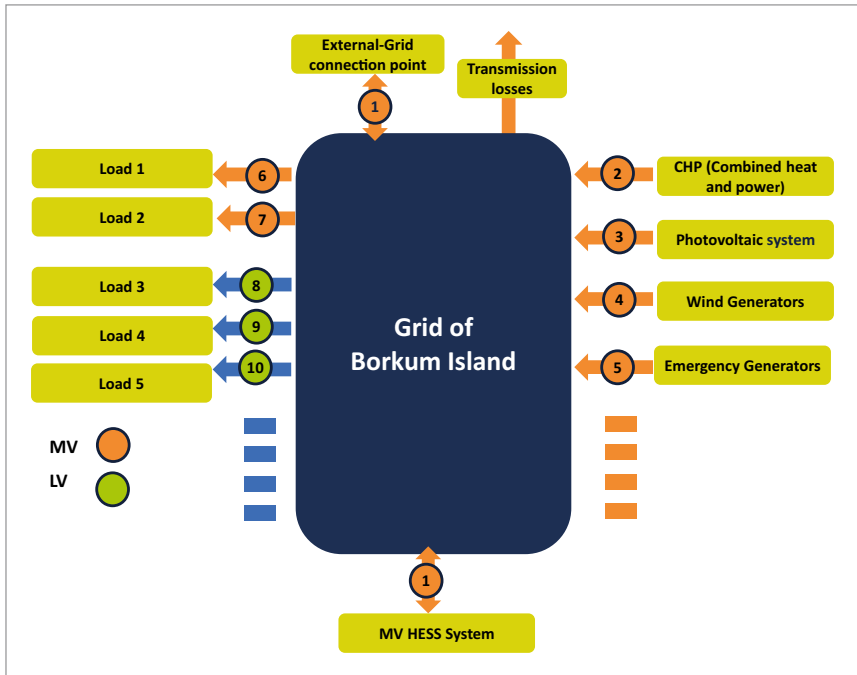 External-Grid
connection point
Transmission
losses
1
Load 1
6
2
CHP (Combined heat
and power)
Load 2
7
3
Photovoltaic system
Load 3
8
4
Wind Generators
Load 4
9
Grid of
Borkum Island
Load 5
10
5
Emergency Generators
MV
LV
1
MV HESS System